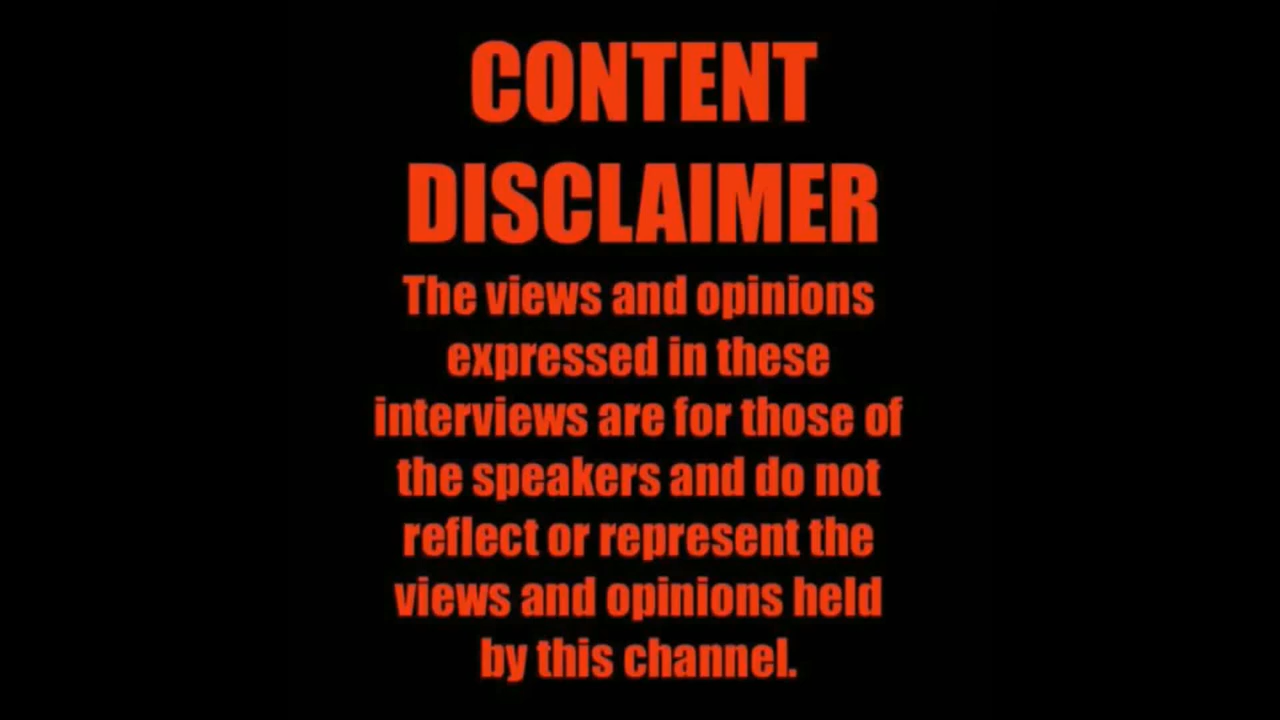 CONTENT
DISCLAIMER
The views and opinions
expressed in these
interviews are for those of
the speakers and do not
reflect or represent the
views and opinions held
by this channel.